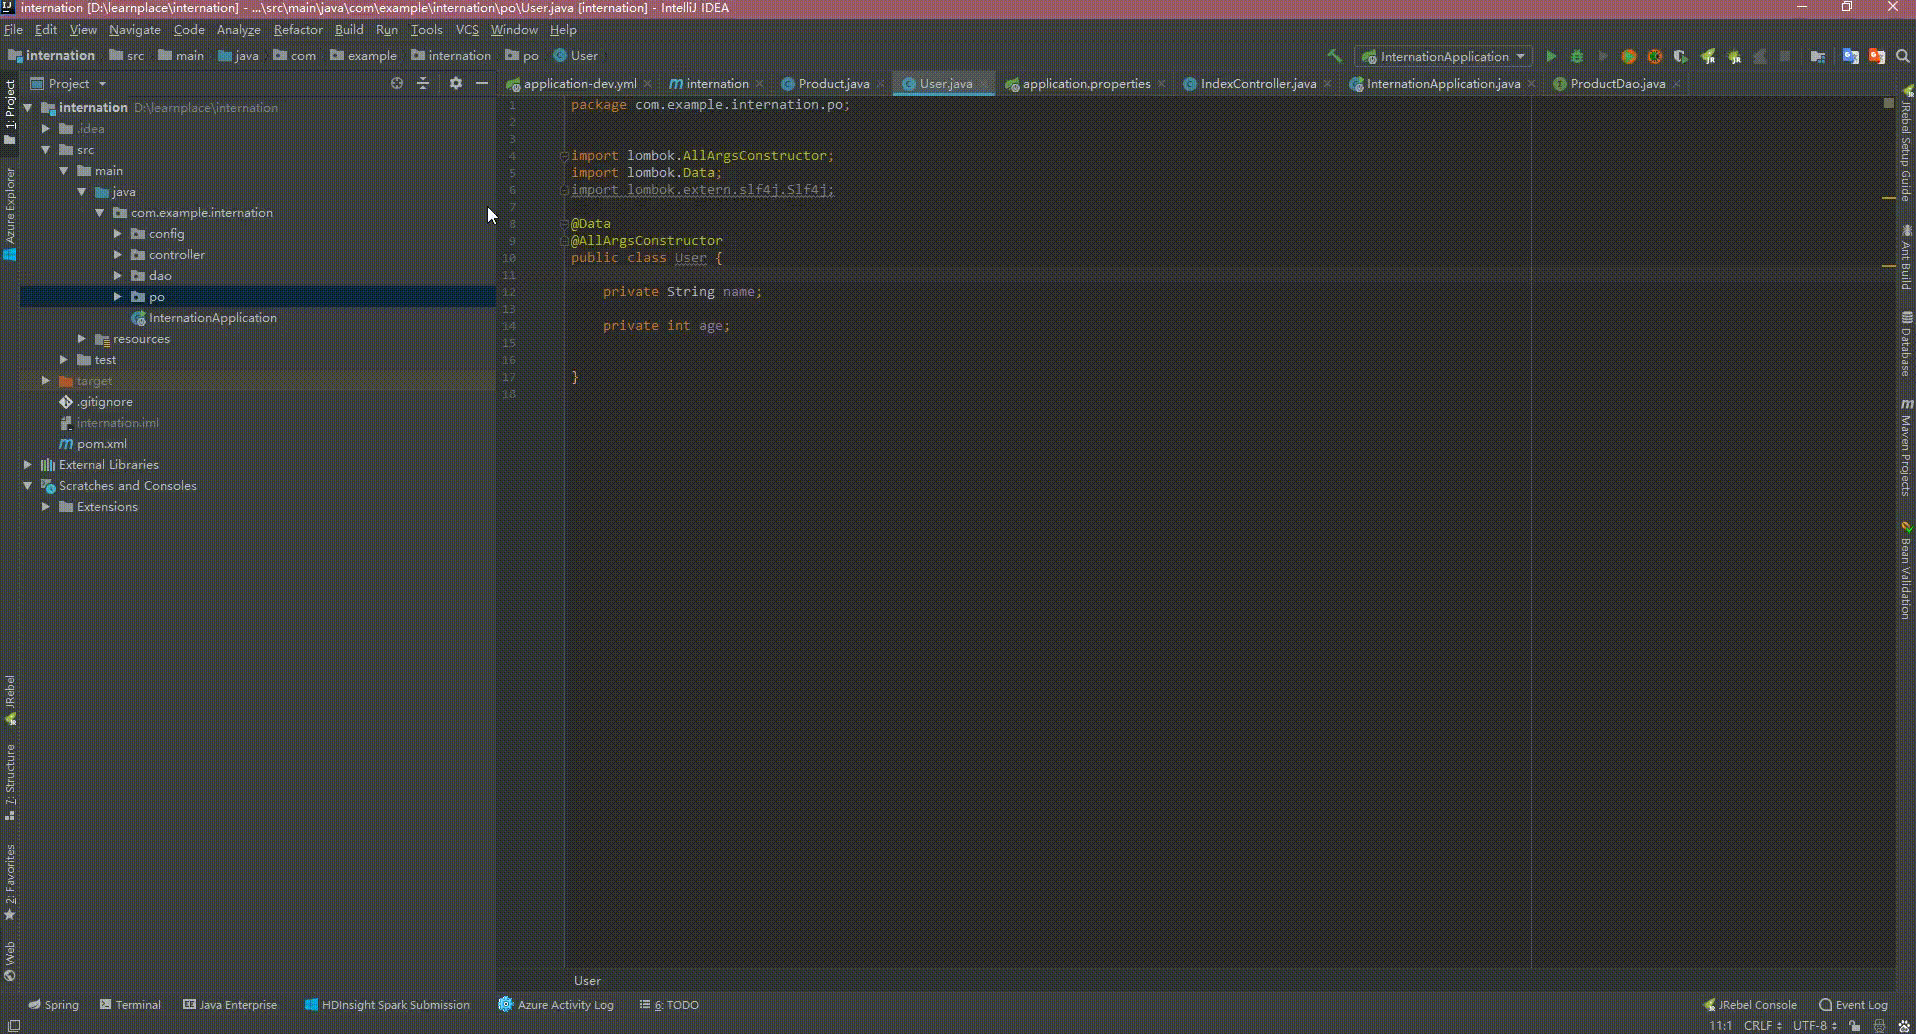 internation [D:\learnplace\internation] - ...\src\main\java\com\example\internation\po\User.java [internation] - IntelliJ IDEA
File Edit View Navigate Code Analyze Refactor Build Run Tools VCS Window Help
internation src main java com example internation po User
InternationApplication
Project
application-dev.yml internation Product.java User.java application.properties IndexController.java InternationApplication.java ProductDao.java
internation D:\learnplace\internation
.idea
src
main
java
com.example.internation
config
controller
dao
po
InternationApplication
resources
test
target
.gitignore
internation.iml
pom.xml
External Libraries
Scratches and Consoles
Extensions
1 package com.example.internation.po;
2
3
4 import lombok.AllArgsConstructor;
5 import lombok.Data;
6 import lombok.extern.slf4j.Slf4j;
7
8 @Data
9 @AllArgsConstructor
10 public class User {
11
12 private String name;
13
14 private int age;
15
16
17 }
18
User
1: Project
Azure Explorer
JRebel
7: Structure
2: Favorites
Web
JRebel Setup Guide
Ant Build
Database
Maven Projects
Bean Validation
Spring Terminal Java Enterprise HDInsight Spark Submission Azure Activity Log 6: TODO JRebel Console Event Log
11:1 CRLF UTF-8